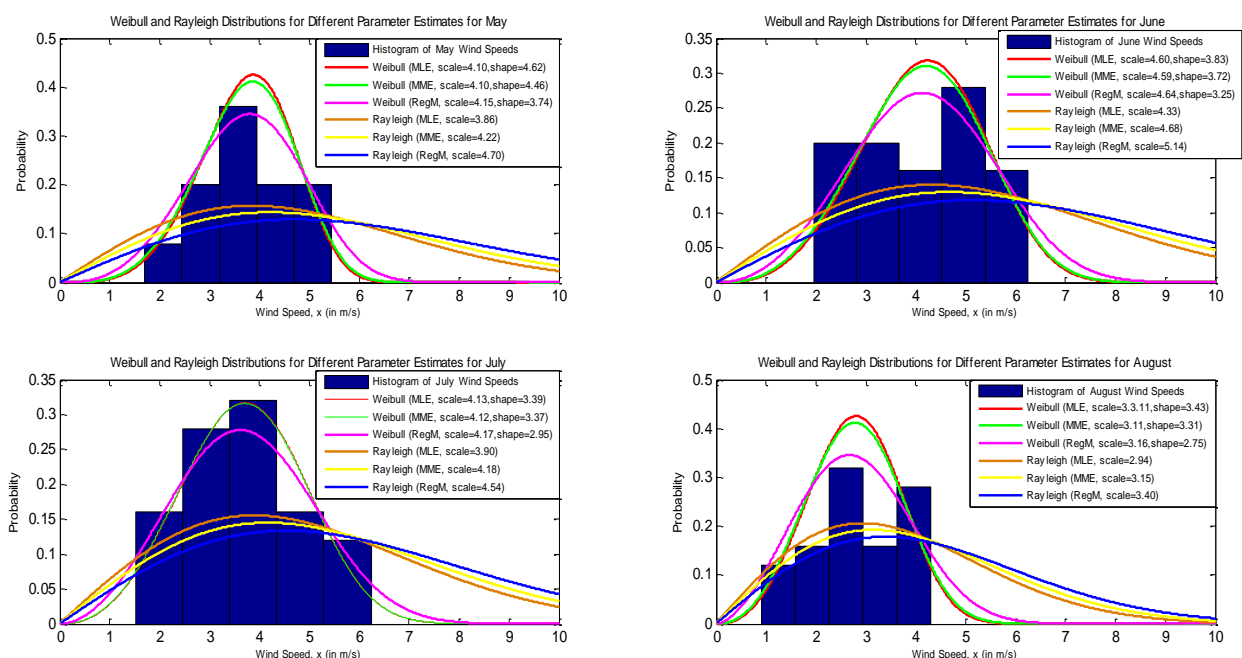 Weibull and Rayleigh Distributions for Different Parameter Estimates for May
0.5
0.4
0.3
0.2
0.1
0
Probability
Histogram of May Wind Speeds
Weibull (MLE, scale=4.10,shape=4.62)
Weibull (MME, scale=4.10,shape=4.46)
Weibull (RegM, scale=4.15,shape=3.74)
Rayleigh (MLE, scale=3.86)
Rayleigh (MME, scale=4.22)
Rayleigh (RegM, scale=4.70)
0 1 2 3 4 5 6 7 8 9 10
Wind Speed, x (in m/s)
Weibull and Rayleigh Distributions for Different Parameter Estimates for June
0.35
0.3
0.25
0.2
0.15
0.1
0.05
0
Probability
Histogram of June Wind Speeds
Weibull (MLE, scale=4.60,shape=3.83)
Weibull (MME, scale=4.59,shape=3.72)
Weibull (RegM, scale=4.64,shape=3.25)
Rayleigh (MLE, scale=4.33)
Rayleigh (MME, scale=4.68)
Rayleigh (RegM, scale=5.14)
0 1 2 3 4 5 6 7 8 9 10
Wind Speed, x (in m/s)
Weibull and Rayleigh Distributions for Different Parameter Estimates for July
0.35
0.3
0.25
0.2
0.15
0.1
0.05
0
Probability
Histogram of July Wind Speeds
Weibull (MLE, scale=4.13,shape=3.39)
Weibull (MME, scale=4.12,shape=3.37)
Weibull (RegM, scale=4.17,shape=2.95)
Rayleigh (MLE, scale=3.90)
Rayleigh (MME, scale=4.18)
Rayleigh (RegM, scale=4.54)
0 1 2 3 4 5 6 7 8 9 10
Wind Speed, x (in m/s)
Weibull and Rayleigh Distributions for Different Parameter Estimates for August
0.5
0.4
0.3
0.2
0.1
0
Probability
Histogram of August Wind Speeds
Weibull (MLE, scale=3.3.11,shape=3.43)
Weibull (MME, scale=3.11,shape=3.31)
Weibull (RegM, scale=3.16,shape=2.75)
Rayleigh (MLE, scale=2.94)
Rayleigh (MME, scale=3.15)
Rayleigh (RegM, scale=3.40)
0 1 2 3 4 5 6 7 8 9 10
Wind Speed, x (in m/s)